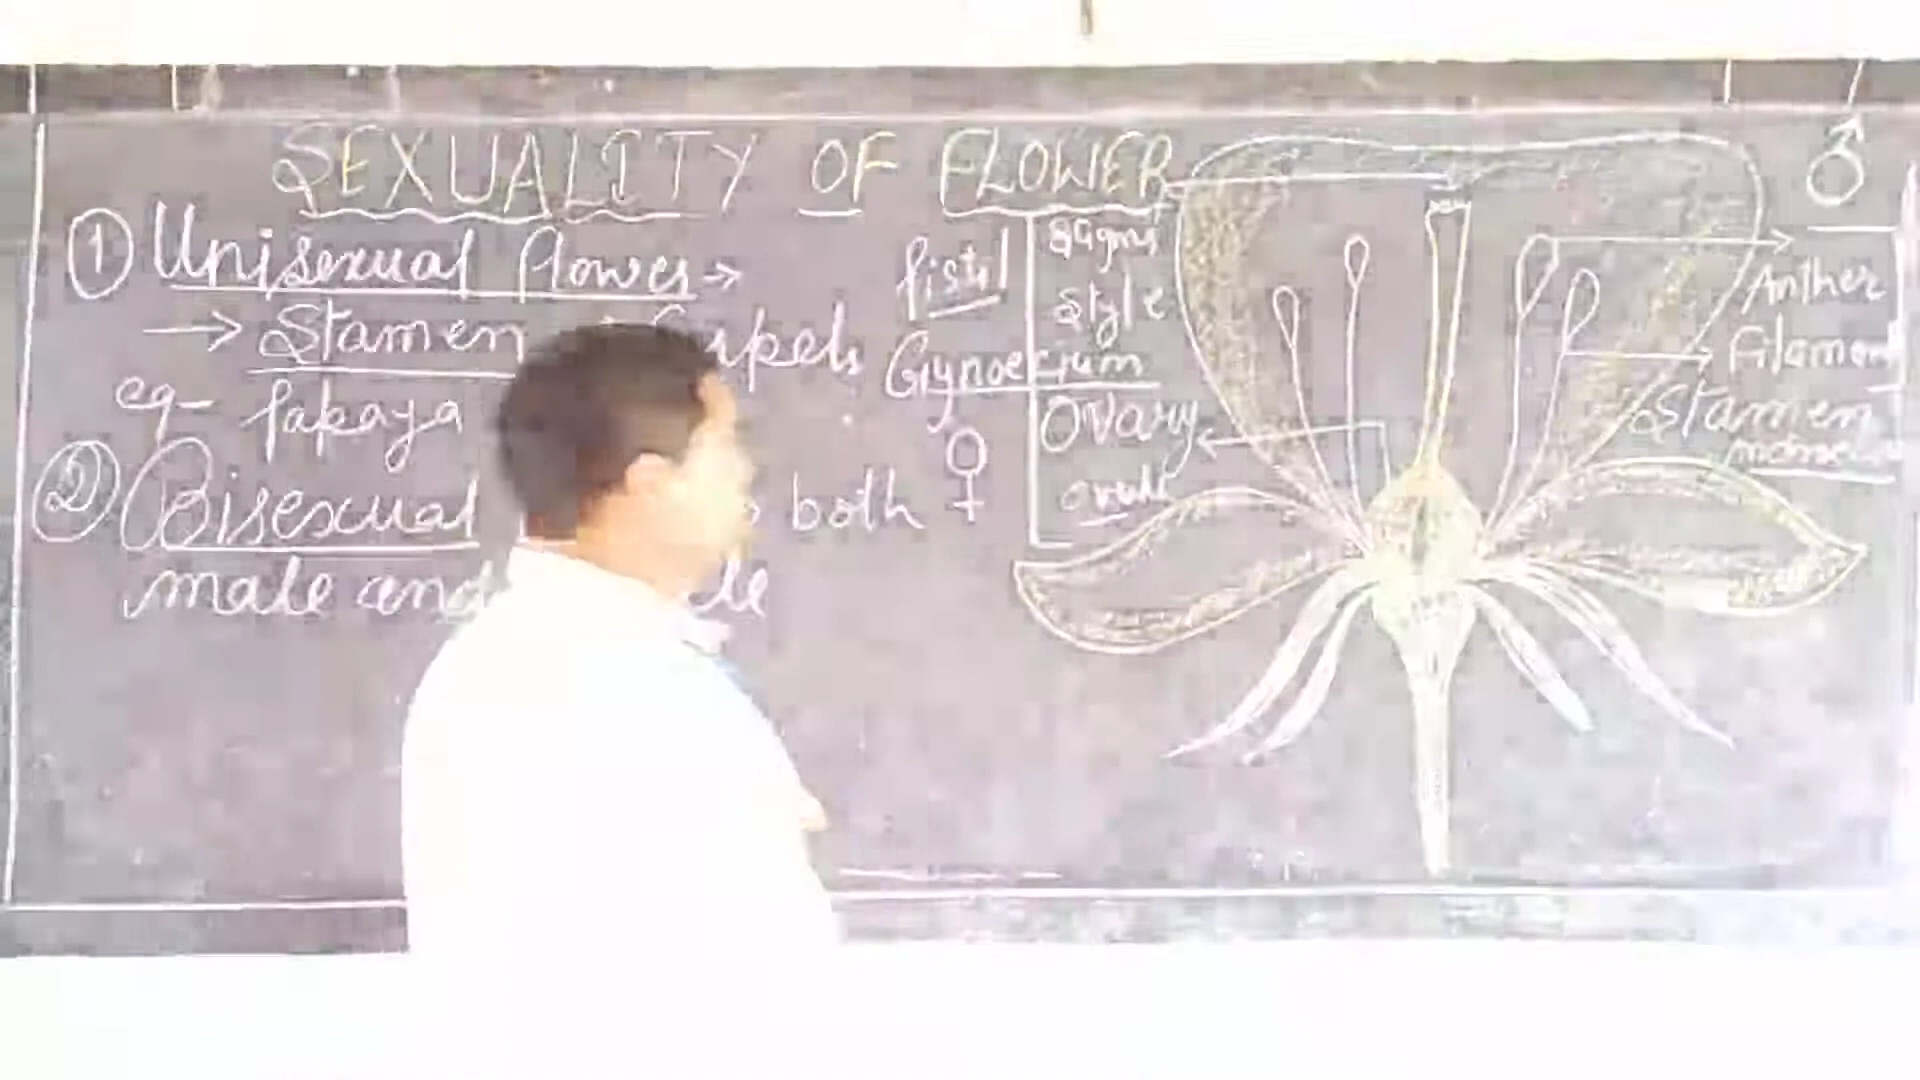 SEXUALITY OF FLOWER
① Unisexual flower →
→ Stamen
eg- Papaya
② Bisexual both
male and
Pistil
Gynoecium
♀
Stigma
Style
Ovary
ovule
♂
Anther
Filament
Stamen